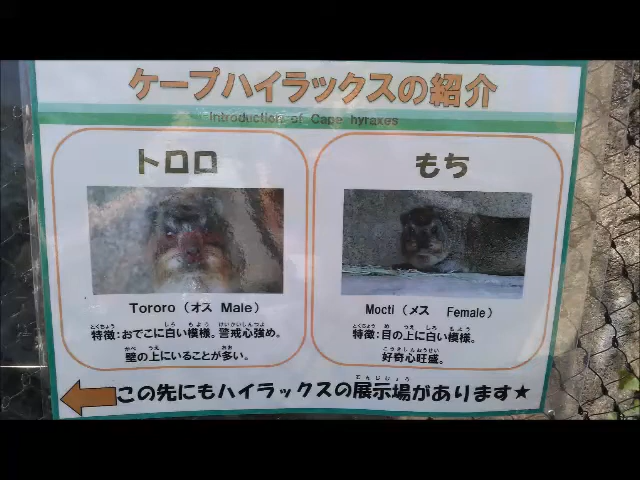 ケープハイラックスの紹介
Introduction of Cape hyraxes
トロロ
Tororo (オス Male)
特徴:おでこに白い模様。警戒心強め。
壁の上にいることが多い。
もち
Mocti (メス Female)
特徴:目の上に白い模様。
好奇心旺盛。
この先にもハイラックスの展示場があります★